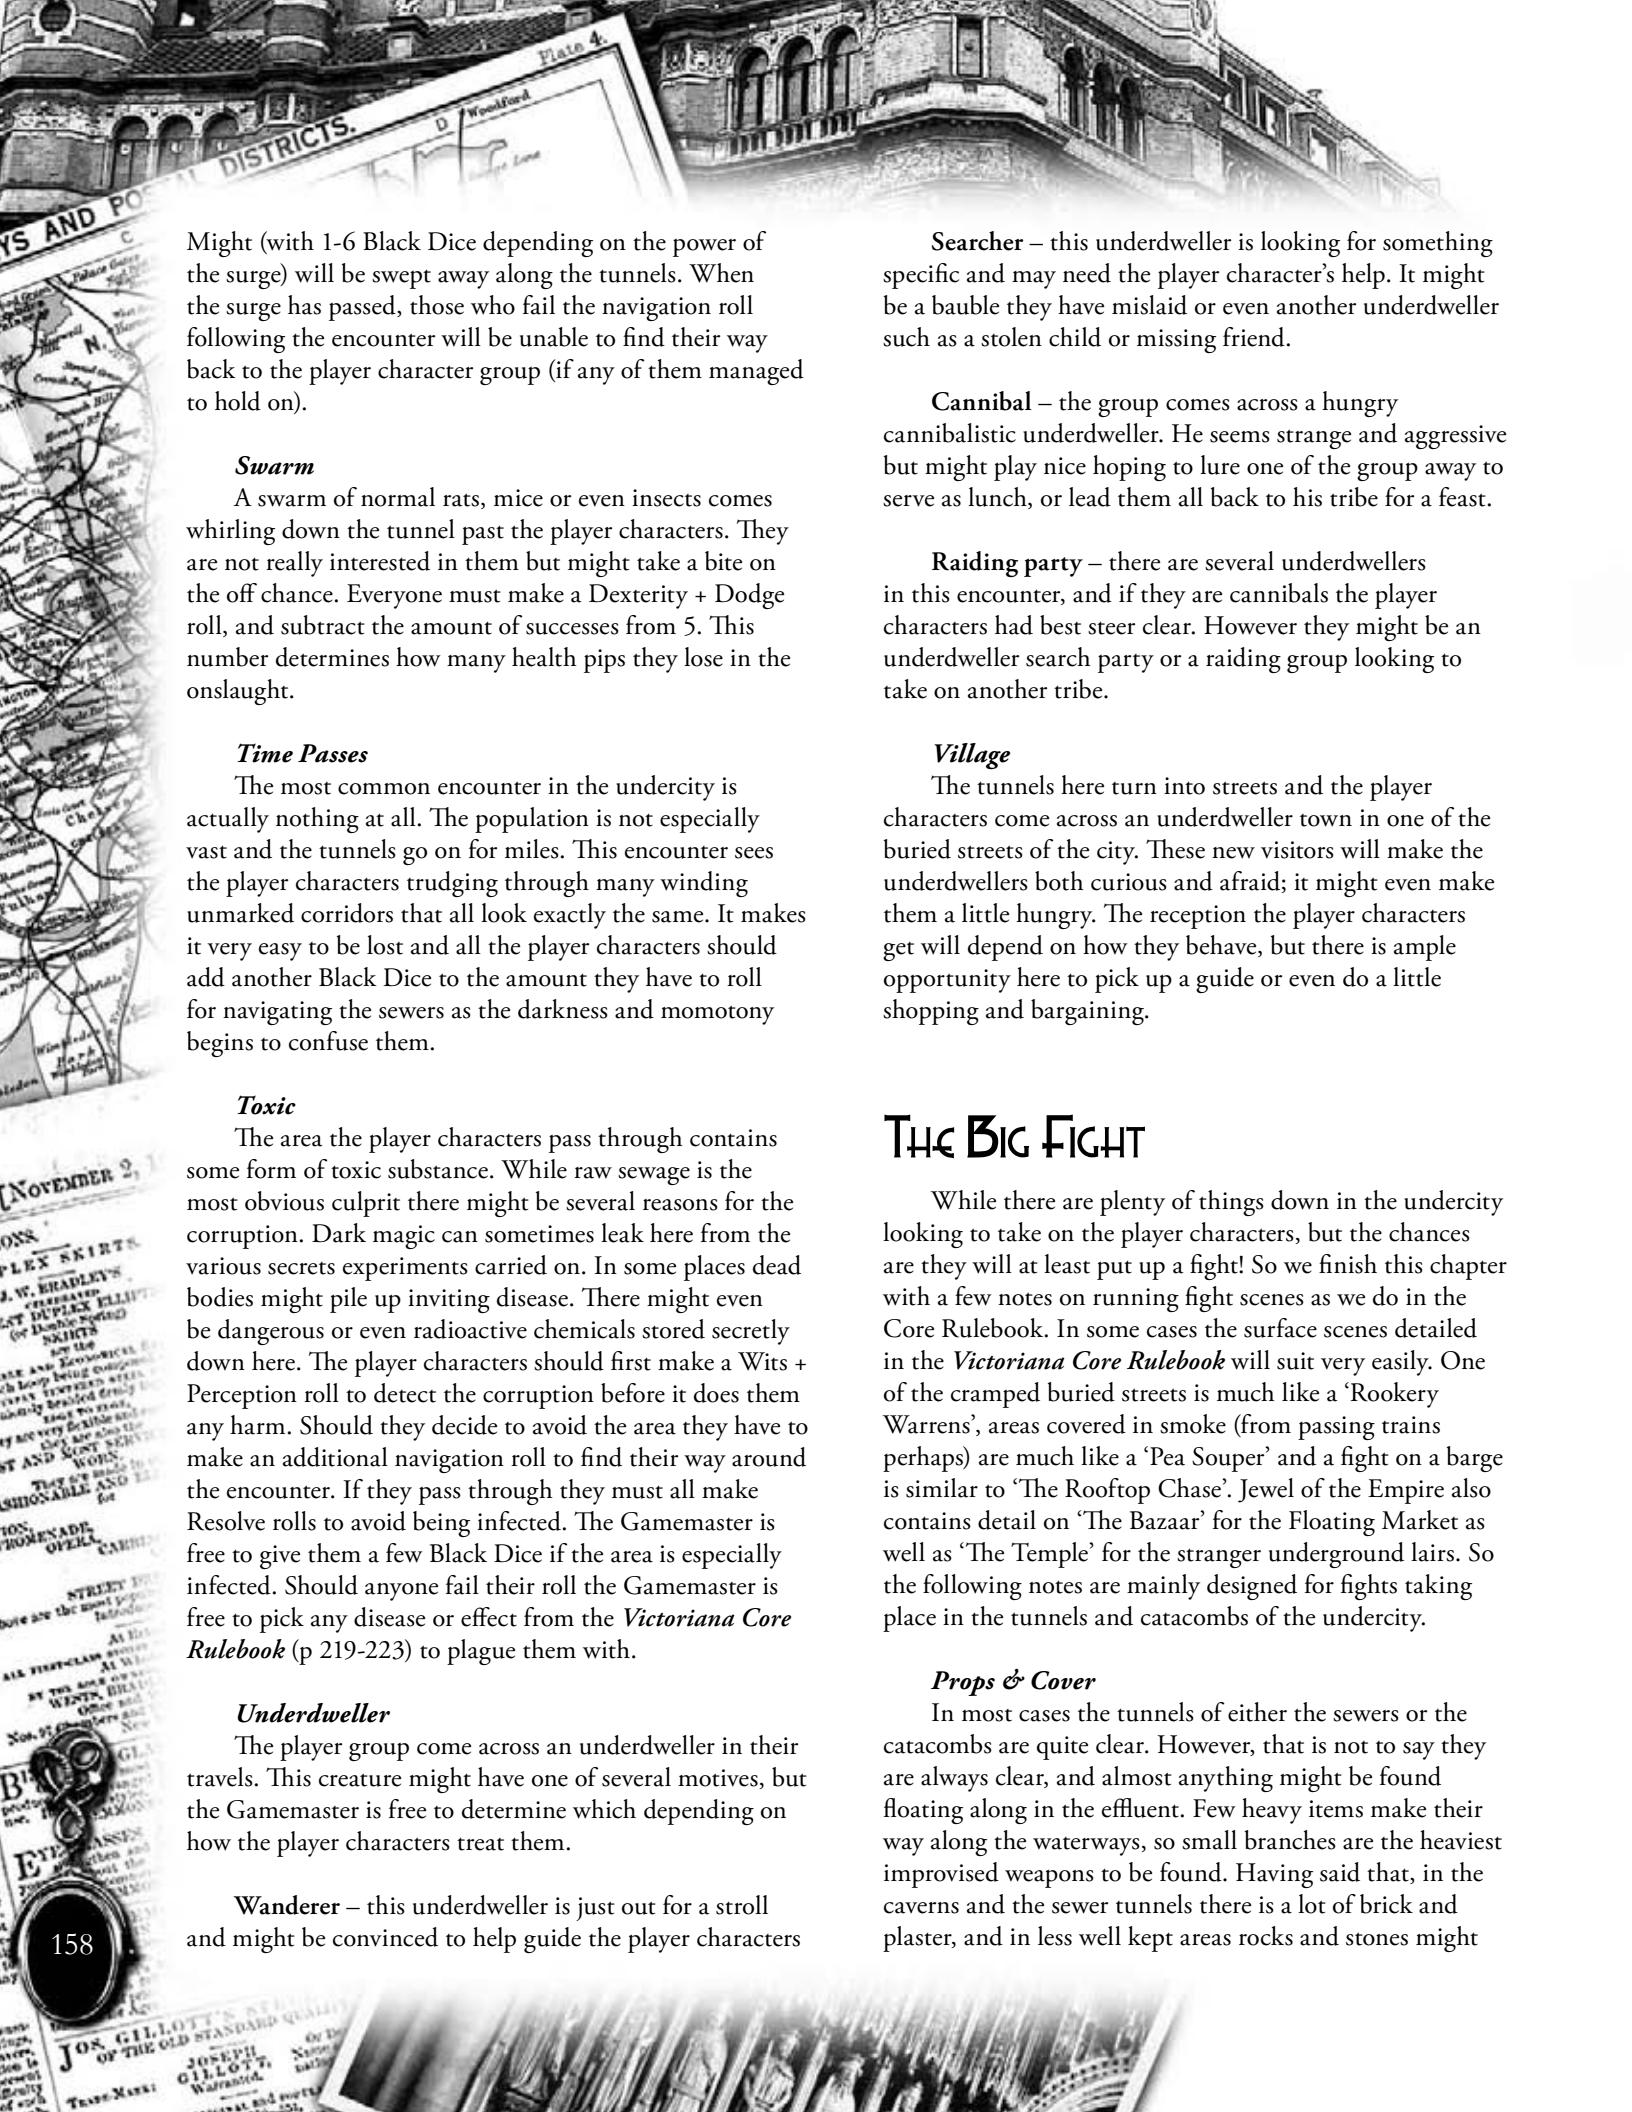 Plate 4.
D
Woodford
DISTRICTS.
YS AND PO
C
N.
Might (with 1-6 Black Dice depending on the power of
the surge) will be swept away along the tunnels. When
the surge has passed, those who fail the navigation roll
following the encounter will be unable to find their way
back to the player character group (if any of them managed
to hold on).
Swarm
A swarm of normal rats, mice or even insects comes
whirling down the tunnel past the player characters. They
are not really interested in them but might take a bite on
the off chance. Everyone must make a Dexterity + Dodge
roll, and subtract the amount of successes from 5. This
number determines how many health pips they lose in the
onslaught.
Time Passes
The most common encounter in the undercity is
actually nothing at all. The population is not especially
vast and the tunnels go on for miles. This encounter sees
the player characters trudging through many winding
unmarked corridors that all look exactly the same. It makes
it very easy to be lost and all the player characters should
add another Black Dice to the amount they have to roll
for navigating the sewers as the darkness and momotony
begins to confuse them.
Toxic
The area the player characters pass through contains
some form of toxic substance. While raw sewage is the
most obvious culprit there might be several reasons for the
corruption. Dark magic can sometimes leak here from the
various secrets experiments carried on. In some places dead
bodies might pile up inviting disease. There might even
be dangerous or even radioactive chemicals stored secretly
down here. The player characters should first make a Wits +
Perception roll to detect the corruption before it does them
any harm. Should they decide to avoid the area they have to
make an additional navigation roll to find their way around
the encounter. If they pass through they must all make
Resolve rolls to avoid being infected. The Gamemaster is
free to give them a few Black Dice if the area is especially
infected. Should anyone fail their roll the Gamemaster is
free to pick any disease or effect from the Victoriana Core
Rulebook (p 219-223) to plague them with.
Underdweller
The player group come across an underdweller in their
travels. This creature might have one of several motives, but
the Gamemaster is free to determine which depending on
how the player characters treat them.
Wanderer – this underdweller is just out for a stroll
and might be convinced to help guide the player characters
Searcher – this underdweller is looking for something
specific and may need the player character's help. It might
be a bauble they have mislaid or even another underdweller
such as a stolen child or missing friend.
Cannibal – the group comes across a hungry
cannibalistic underdweller. He seems strange and aggressive
but might play nice hoping to lure one of the group away to
serve as lunch, or lead them all back to his tribe for a feast.
Raiding party – there are several underdwellers
in this encounter, and if they are cannibals the player
characters had best steer clear. However they might be an
underdweller search party or a raiding group looking to
take on another tribe.
Village
The tunnels here turn into streets and the player
characters come across an underdweller town in one of the
buried streets of the city. These new visitors will make the
underdwellers both curious and afraid; it might even make
them a little hungry. The reception the player characters
get will depend on how they behave, but there is ample
opportunity here to pick up a guide or even do a little
shopping and bargaining.
The Big Fight
While there are plenty of things down in the undercity
looking to take on the player characters, but the chances
are they will at least put up a fight! So we finish this chapter
with a few notes on running fight scenes as we do in the
Core Rulebook. In some cases the surface scenes detailed
in the Victoriana Core Rulebook will suit very easily. One
of the cramped buried streets is much like a ‘Rookery
Warrens’, areas covered in smoke (from passing trains
perhaps) are much like a ‘Pea Souper’ and a fight on a barge
is similar to ‘The Rooftop Chase’. Jewel of the Empire also
contains detail on ‘The Bazaar’ for the Floating Market as
well as ‘The Temple’ for the stranger underground lairs. So
the following notes are mainly designed for fights taking
place in the tunnels and catacombs of the undercity.
Props & Cover
In most cases the tunnels of either the sewers or the
catacombs are quite clear. However, that is not to say they
are always clear, and almost anything might be found
floating along in the effluent. Few heavy items make their
way along the waterways, so small branches are the heaviest
improvised weapons to be found. Having said that, in the
caverns and the sewer tunnels there is a lot of brick and
plaster, and in less well kept areas rocks and stones might
[NOVEMBER 2,
PLEX SKIRTS
J. W. BRADLEY'S
158
JOS. GILLOTT'S
OF THE OLD STANDARD
JOSEPH
GILLOTT,
Warranted.
TRADE-MARK: